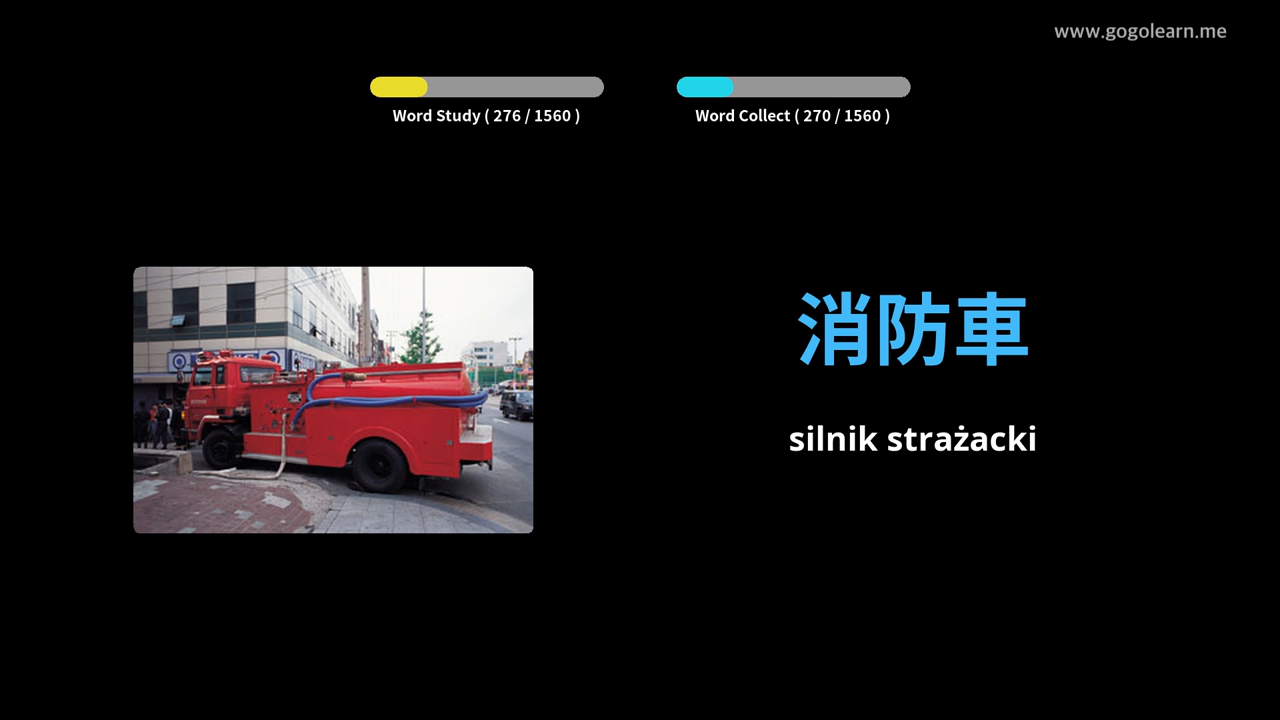 www.gogolearn.me
Word Study ( 276 / 1560 )
Word Collect ( 270 / 1560 )
消防車
silnik strażacki